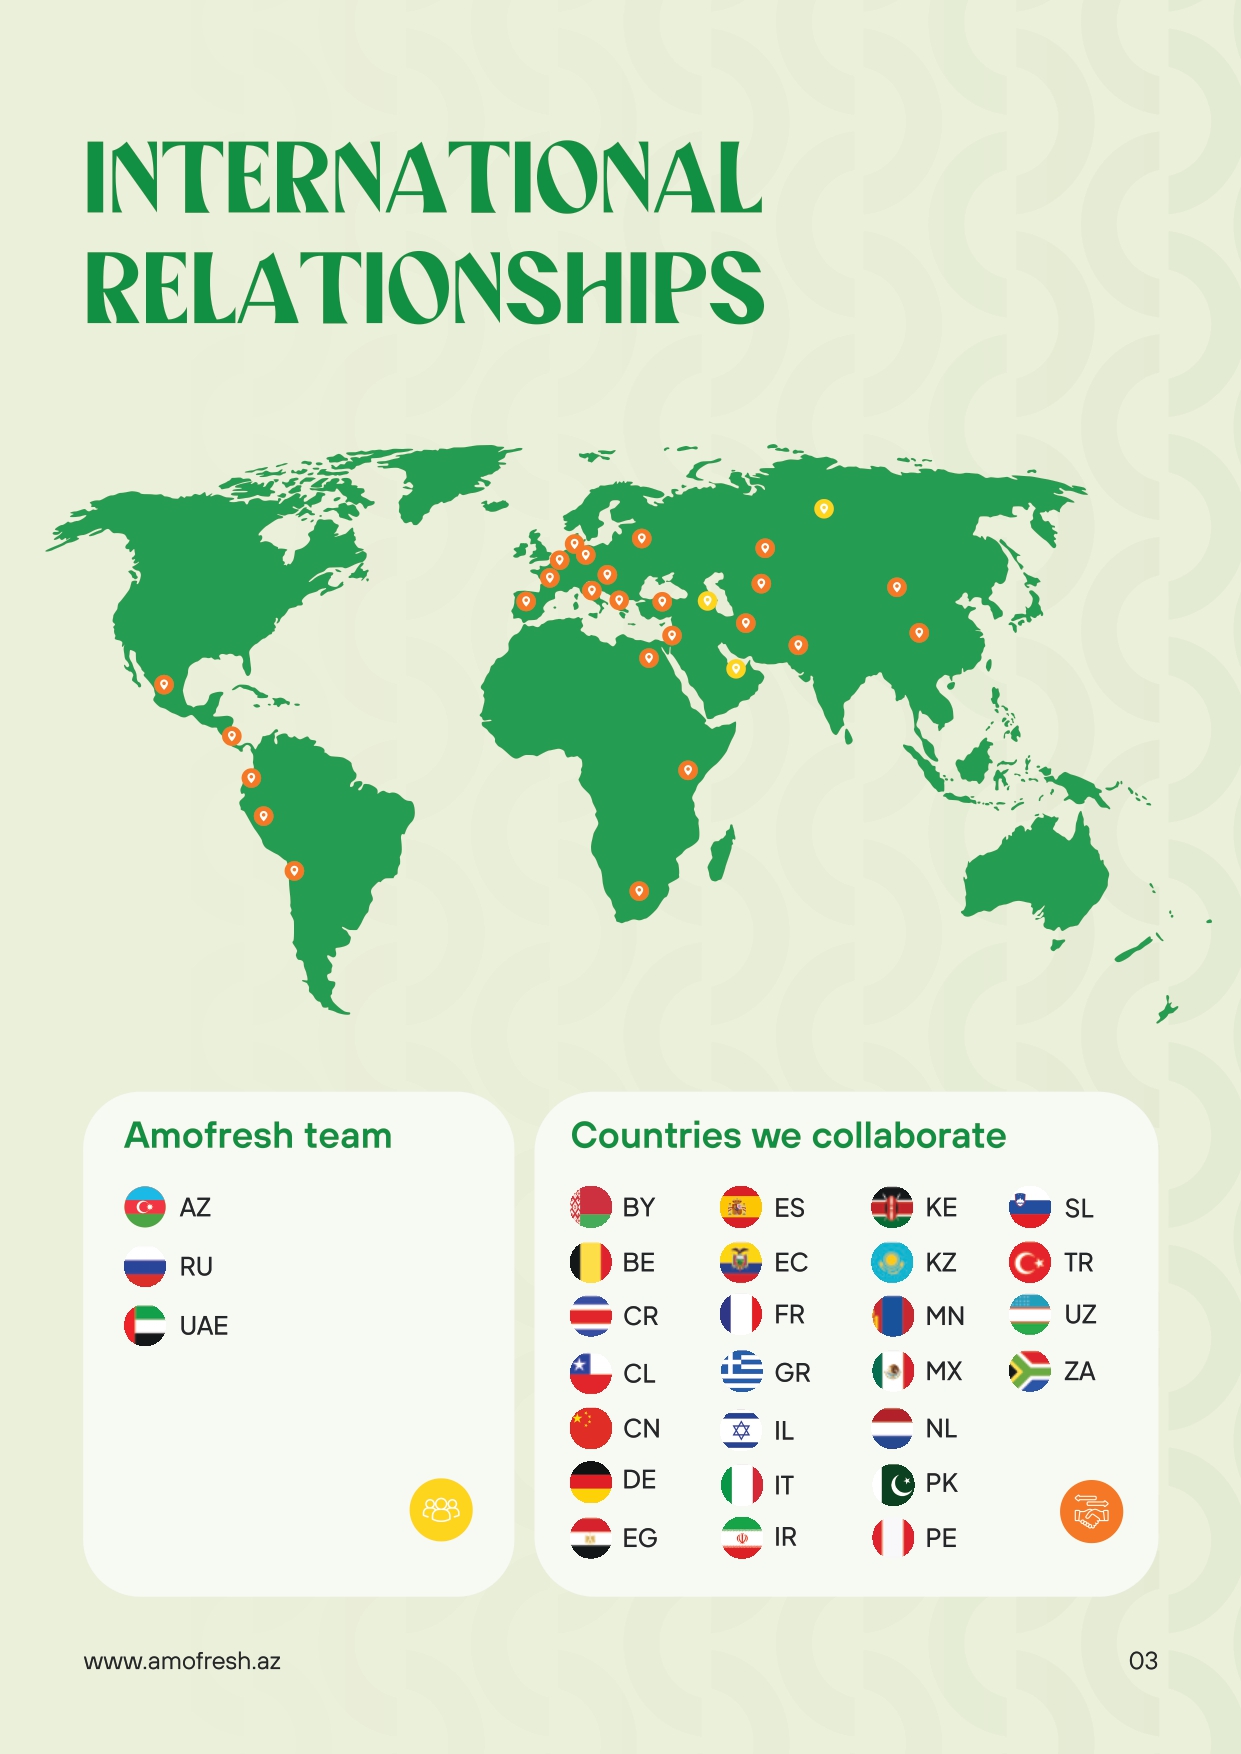 INTERNATIONAL
RELATIONSHIPS
Amofresh team
AZ
RU
UAE
Countries we collaborate
BY
BE
CR
CL
CN
DE
EG
ES
EC
FR
GR
IL
IT
IR
KE
KZ
MN
MX
NL
PK
PE
SL
TR
UZ
ZA
www.amofresh.az
03